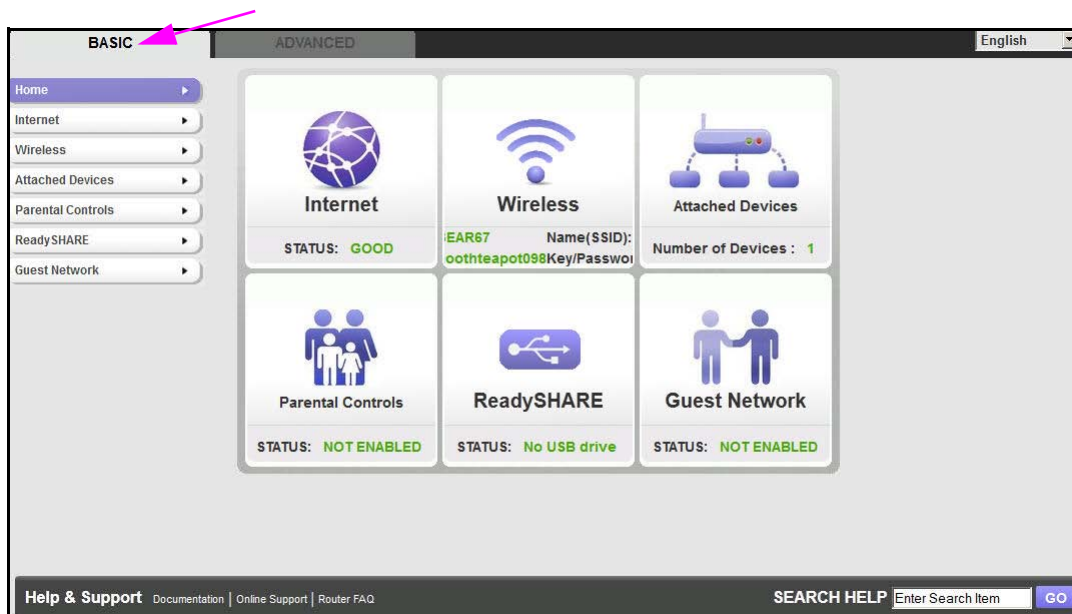 BASIC
ADVANCED
English
Home
Internet
Wireless
Attached Devices
Parental Controls
ReadySHARE
Guest Network
Internet
STATUS: GOOD
Wireless
EAR67 Name(SSID):
oothteapot098Key/Passwor
Attached Devices
Number of Devices : 1
Parental Controls
STATUS: NOT ENABLED
ReadySHARE
STATUS: No USB drive
Guest Network
STATUS: NOT ENABLED
Help & Support Documentation | Online Support | Router FAQ
SEARCH HELP Enter Search Item GO